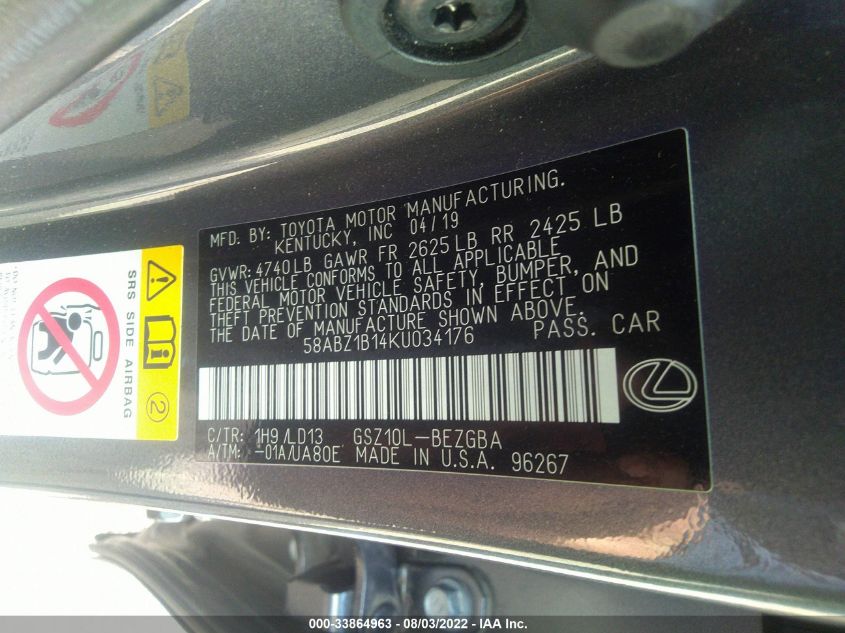 MFD. BY: TOYOTA MOTOR MANUFACTURING.
KENTUCKY, INC 04/19
GVWR: 4740LB GAWR FR 2625LB RR 2425 LB
THIS VEHICLE CONFORMS TO ALL APPLICABLE
FEDERAL MOTOR VEHICLE SAFETY, BUMPER, AND
THEFT PREVENTION STANDARDS IN EFFECT ON
THE DATE OF MANUFACTURE SHOWN ABOVE.
58ABZ1B14KU034176 PASS. CAR
C/TR: 1H9/LD13 GSZ10L-BEZGBA
A/TM: -01A/UA80E MADE IN U.S.A. 96267
SRS SIDE AIRBAG
2
000-33864963 - 08/03/2022 - IAA Inc.